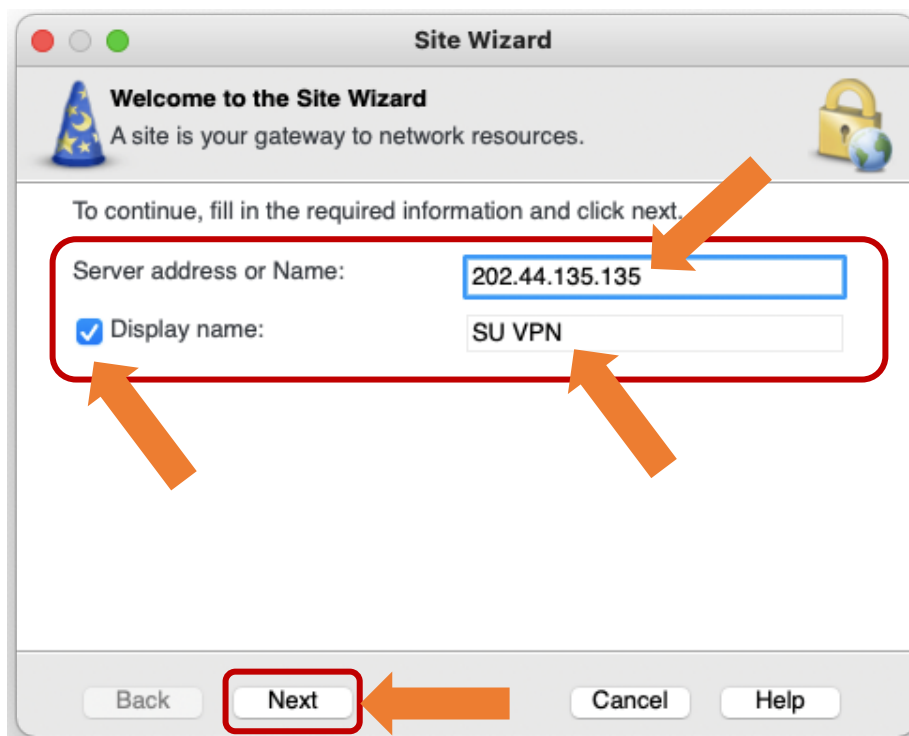 Site Wizard
Welcome to the Site Wizard
A site is your gateway to network resources.
To continue, fill in the required information and click next.
Server address or Name: 202.44.135.135
Display name: SU VPN
Back Next Cancel Help